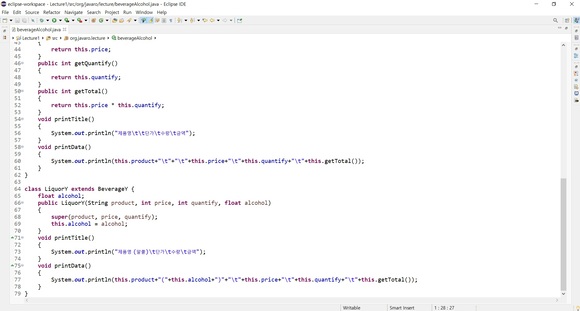 eclipse-workspace - Lecture1/src/org.javaro.lecture/beverageAlcohol.java - Eclipse IDE
File Edit Source Refactor Navigate Search Project Run Window Help
beverageAlcohol.java
Lecture1 src org.javaro.lecture beverageAlcohol
43 {
44 return this.price;
45 }
46 public int getQuantify()
47 {
48 return this.quantify;
49 }
50 public int getTotal()
51 {
52 return this.price * this.quantify;
53 }
54 void printTitle()
55 {
56 System.out.println("제품명\t\t단가\t수량\t금액");
57 }
58 void printData()
59 {
60 System.out.println(this.product+"\t"+"\t"+this.price+"\t"+this.quantify+"\t"+this.getTotal());
61 }
62 }
63
64 class LiquorY extends BeverageY {
65 float alcohol;
66 public LiquorY(String product, int price, int quantify, float alcohol)
67 {
68 super(product, price, quantify);
69 this.alcohol = alcohol;
70 }
71 void printTitle()
72 {
73 System.out.println("제품명 (알콜)\t단가\t수량\t금액");
74 }
75 void printData()
76 {
77 System.out.println(this.product+"("+this.alcohol+")"+"\t"+this.price+"\t"+this.quantify+"\t"+this.getTotal());
78 }
79 }
Writable Smart Insert 1 : 28 : 27